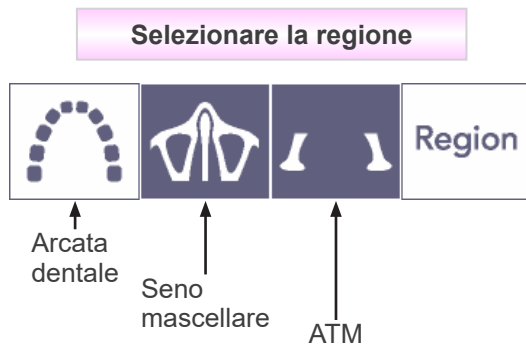 Selezionare la regione
Region
Arcata
dentale
Seno
mascellare
ATM